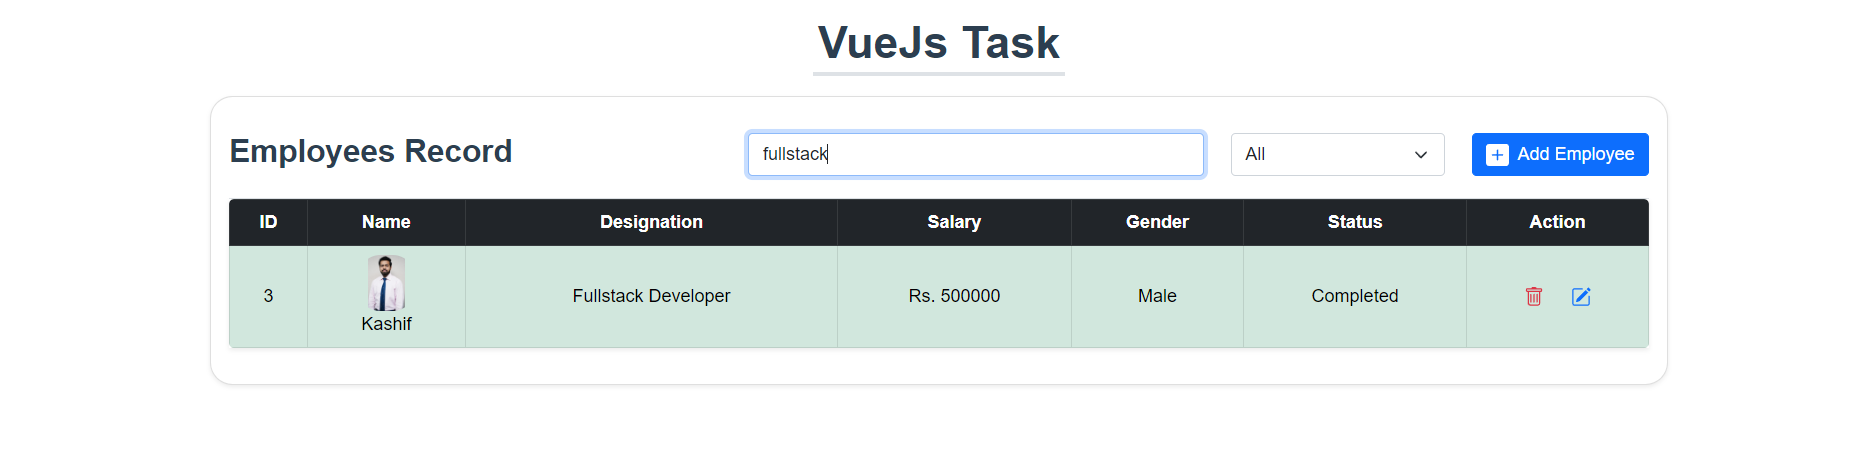 VueJs Task
Employees Record
fullstack
All
Add Employee
ID Name Designation Salary Gender Status Action
3 Kashif Fullstack Developer Rs. 500000 Male Completed